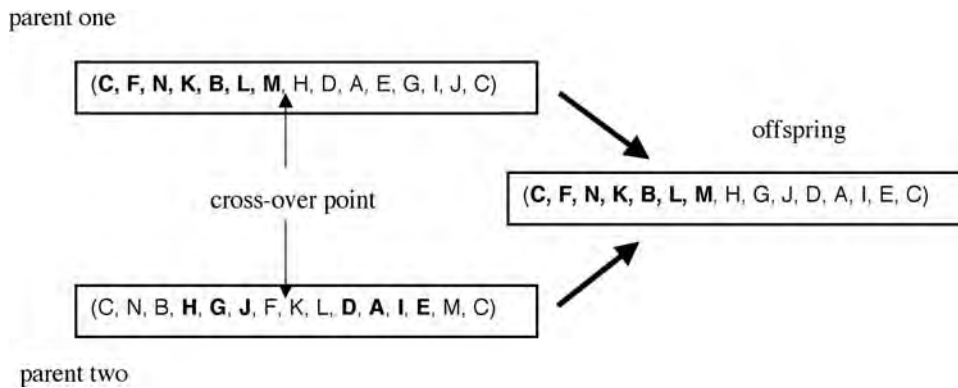 parent one
(C, F, N, K, B, L, M, H, D, A, E, G, I, J, C)
offspring
(C, F, N, K, B, L, M, H, G, J, D, A, I, E, C)
cross-over point
(C, N, B, H, G, J, F, K, L, D, A, I, E, M, C)
parent two